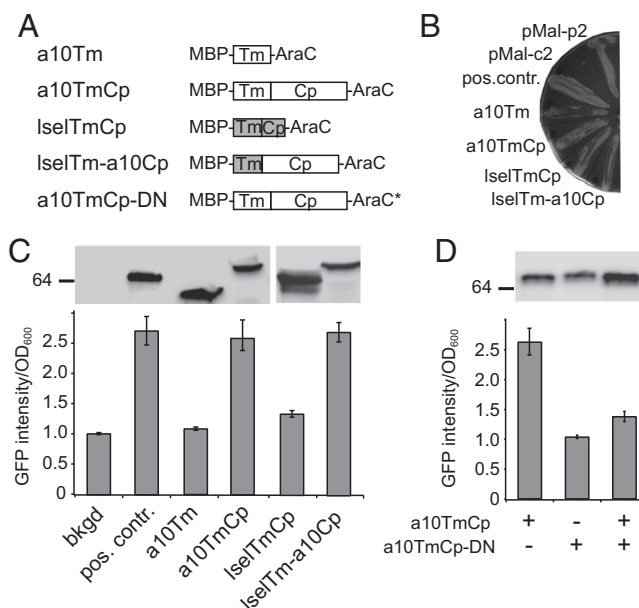 A
a10Tm MBP- Tm -AraC
a10TmCp MBP- Tm Cp -AraC
lselTmCp MBP- Tm Cp -AraC
lselTm-a10Cp MBP- Tm Cp -AraC
a10TmCp-DN MBP- Tm Cp -AraC*
B
pMal-p2
pMal-c2
pos.contr.
a10Tm
a10TmCp
lselTmCp
lselTm-a10Cp
C
64
GFP intensity/OD600
2.5
2.0
1.5
1.0
0.5
0
bkgd
pos. contr.
a10Tm
a10TmCp
lselTmCp
lselTm-a10Cp
D
64
GFP intensity/OD600
2.5
2.0
1.5
1.0
2.5
0
a10TmCp + - +
a10TmCp-DN - + +